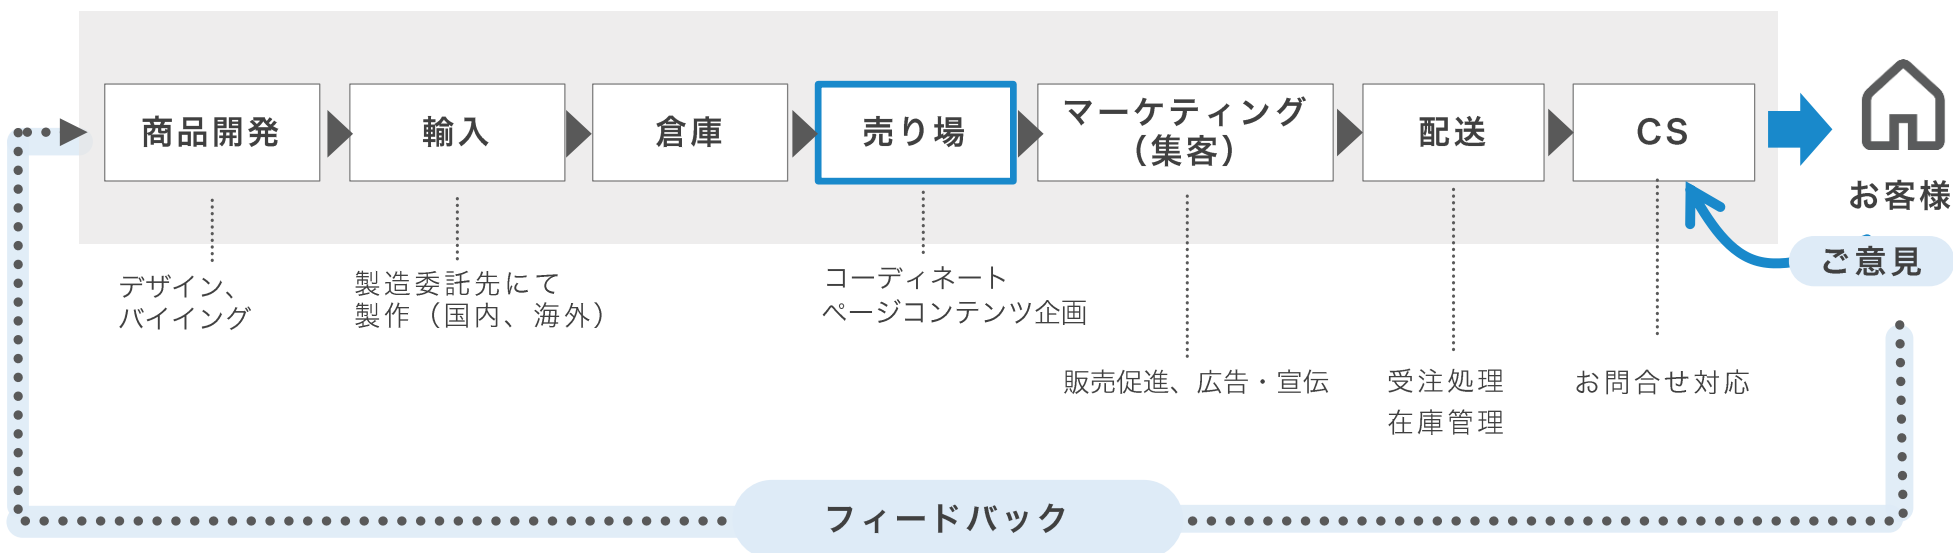 商品開発
輸入
倉庫
売り場
マーケティング
（集客）
配送
CS
お客様
ご意見
デザイン、
バイイング
製造委託先にて
製作（国内、海外）
コーディネート
ページコンテンツ企画
販売促進、広告・宣伝
受注処理
在庫管理
お問合せ対応
フィードバック